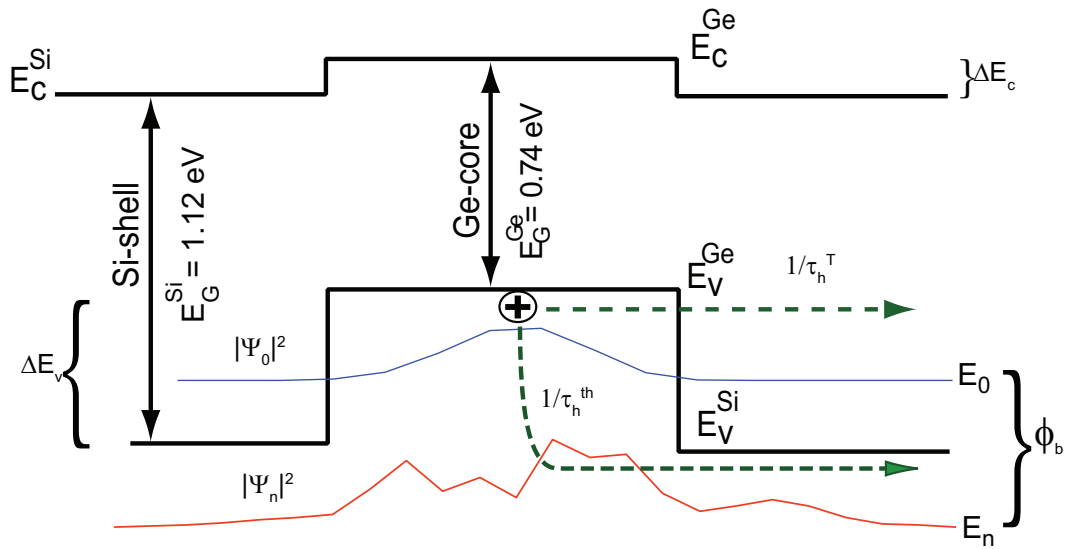 E_C^Si
E_C^Ge
}ΔE_c
Si-shell
E_G^Si = 1.12 eV
Ge-core
E_G^Ge = 0.74 eV
E_V^Ge
1/τ_h^T
ΔE_v
|Ψ_0|^2
E_0
1/τ_h^th
E_V^Si
ϕ_b
|Ψ_n|^2
E_n